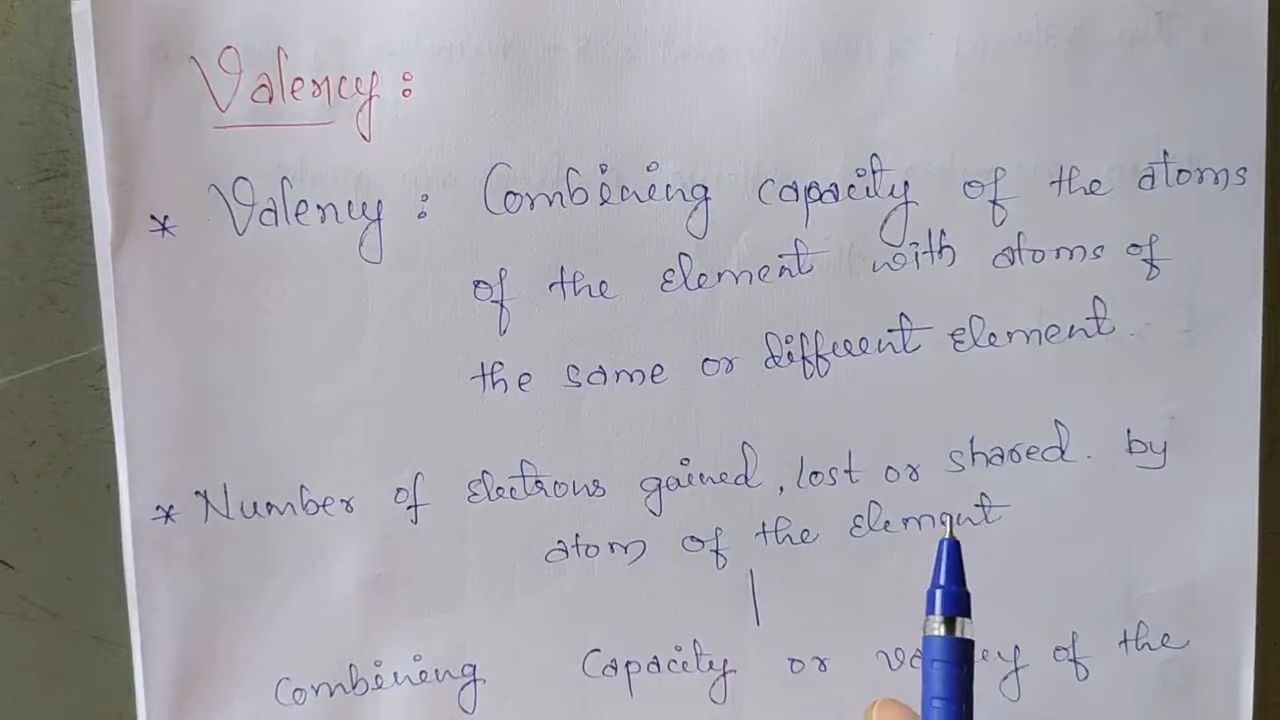 Valency:
* Valency: Combining capacity of the atoms
of the element with atoms of
the same or different element.
* Number of electrons gained, lost or shared. by
atom of the element
Combining capacity or of the